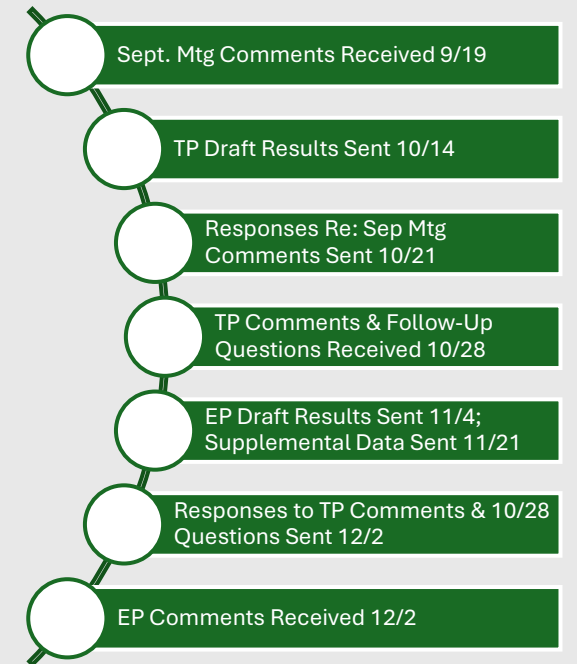 Sept. Mtg Comments Received 9/19
TP Draft Results Sent 10/14
Responses Re: Sep Mtg
Comments Sent 10/21
TP Comments & Follow-Up
Questions Received 10/28
EP Draft Results Sent 11/4;
Supplemental Data Sent 11/21
Responses to TP Comments & 10/28
Questions Sent 12/2
EP Comments Received 12/2